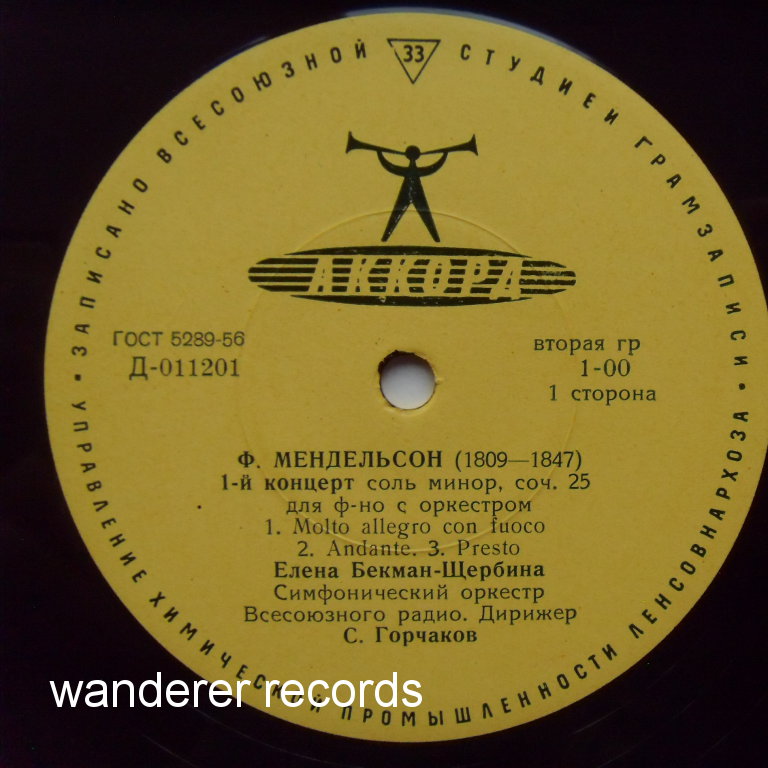 · ЗАПИСАНО ВСЕСОЮЗНОЙ СТУДИЕЙ ГРАМЗАПИСИ ·
33
АККОРД
ГОСТ 5289-56
Д-011201
вторая гр
1-00
1 сторона
Ф. МЕНДЕЛЬСОН (1809—1847)
1-й концерт соль минор, соч. 25
для ф-но с оркестром
1. Molto allegro con fuoco
2. Andante. 3. Presto
Елена Бекман-Щербина
Симфонический оркестр
Всесоюзного радио. Дирижер
С. Горчаков
УПРАВЛЕНИЕ ХИМИЧЕСКОЙ ПРОМЫШЛЕННОСТИ ЛЕНСОВНАРХОЗА
wanderer records